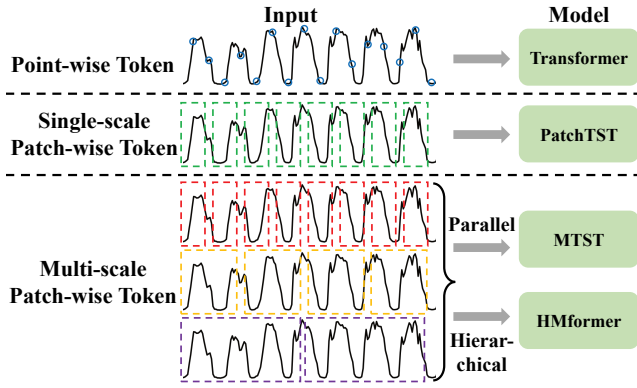 Input
Model
Point-wise Token
Transformer
Single-scale
Patch-wise Token
PatchTST
Multi-scale
Patch-wise Token
Parallel
MTST
Hierar-
chical
HMformer